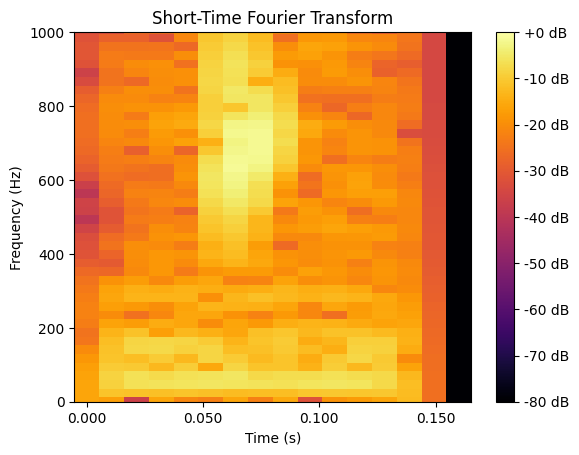 Short-Time Fourier Transform
Frequency (Hz)
1000
800
600
400
200
0
0.000
0.050
0.100
0.150
Time (s)
+0 dB
-10 dB
-20 dB
-30 dB
-40 dB
-50 dB
-60 dB
-70 dB
-80 dB